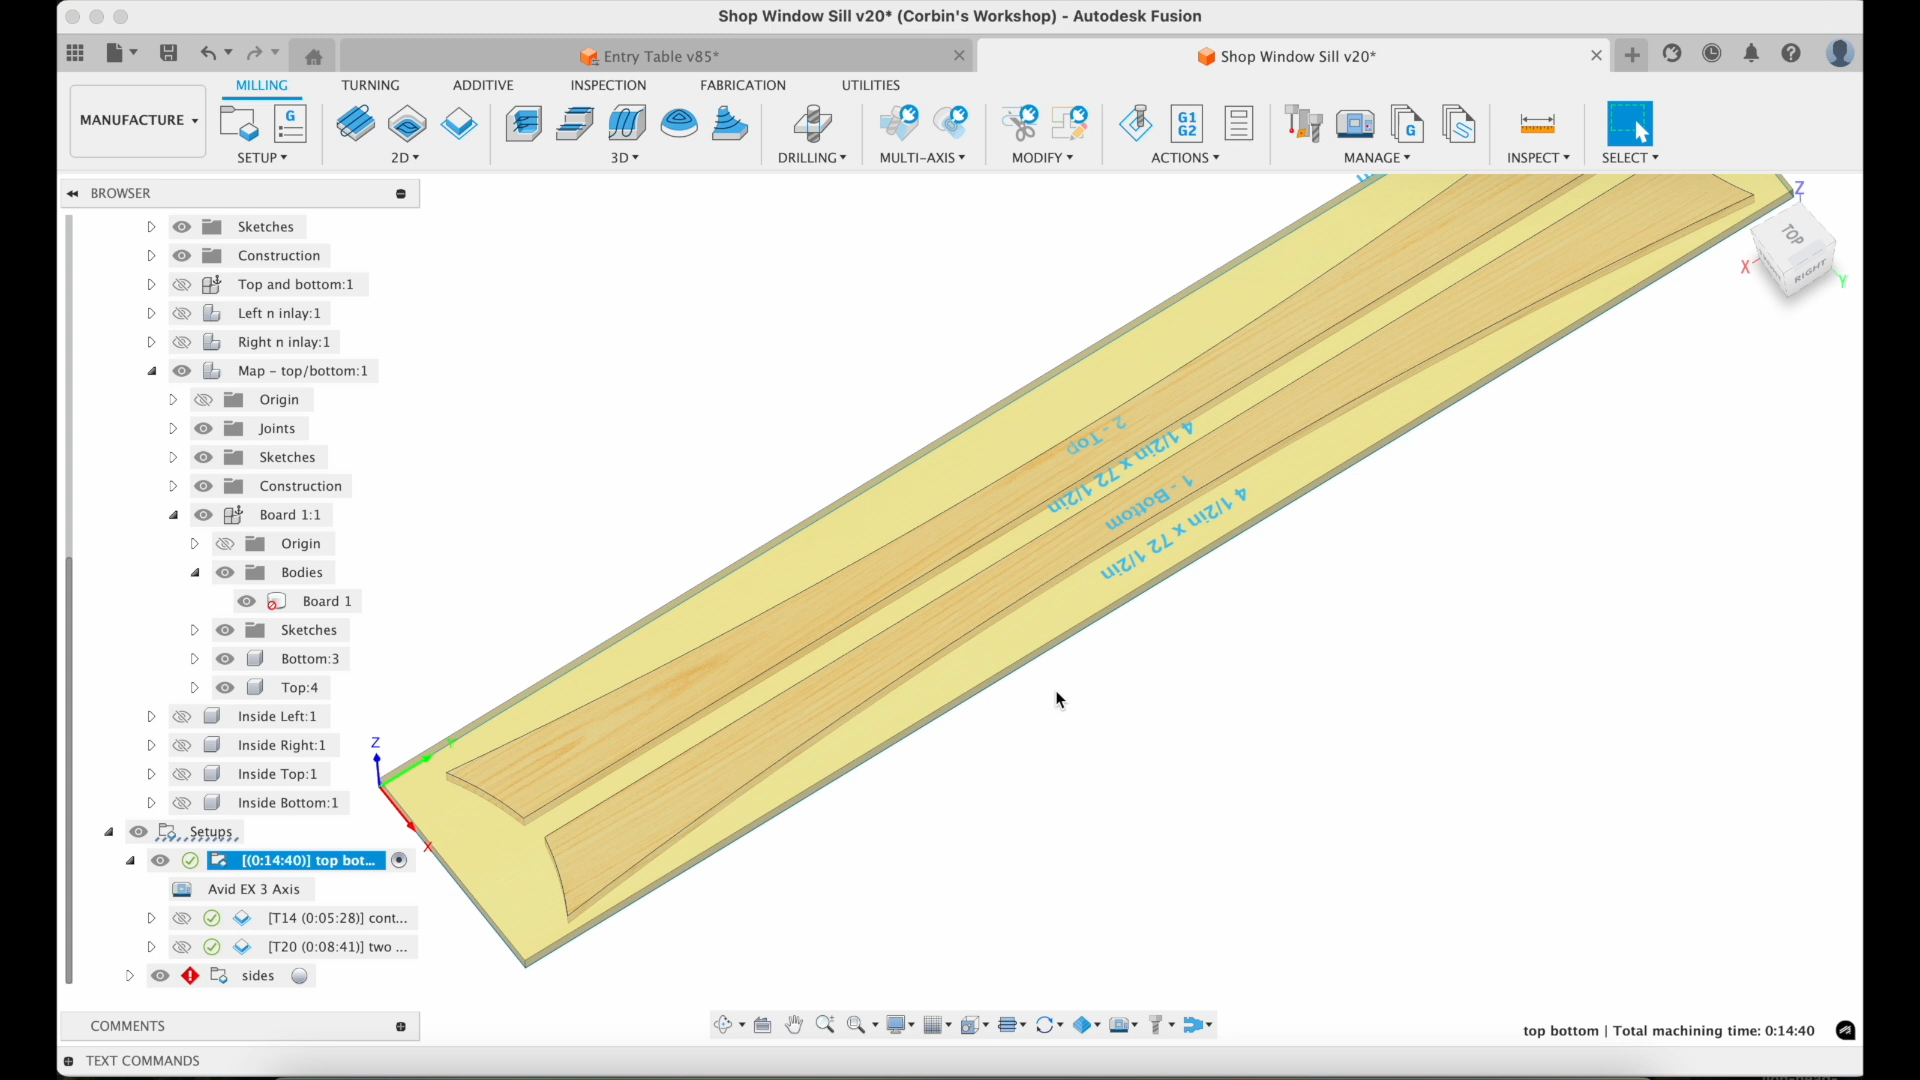 Shop Window Sill v20* (Corbin's Workshop) - Autodesk Fusion
Entry Table v85*
Shop Window Sill v20*
MILLING
TURNING
ADDITIVE
INSPECTION
FABRICATION
UTILITIES
MANUFACTURE
G
G1
G2
G
SETUP
2D
3D
DRILLING
MULTI-AXIS
MODIFY
ACTIONS
MANAGE
INSPECT
SELECT
BROWSER
Sketches
Construction
Top and bottom:1
Left n inlay:1
Right n inlay:1
Map - top/bottom:1
Origin
Joints
Sketches
Construction
Board 1:1
Origin
Bodies
Board 1
Sketches
Bottom:3
Top:4
Inside Left:1
Inside Right:1
Inside Top:1
Inside Bottom:1
Setups
[(0:14:40)] top bot...
Avid EX 3 Axis
[T14 (0:05:28)] cont...
[T20 (0:08:41)] two ...
sides
2 - Top
4 1/2in x 72 1/2in
1 - Bottom
4 1/2in x 72 1/2in
Z
Y
X
Z
TOP
RIGHT
X
Y
COMMENTS
top bottom | Total machining time: 0:14:40
TEXT COMMANDS